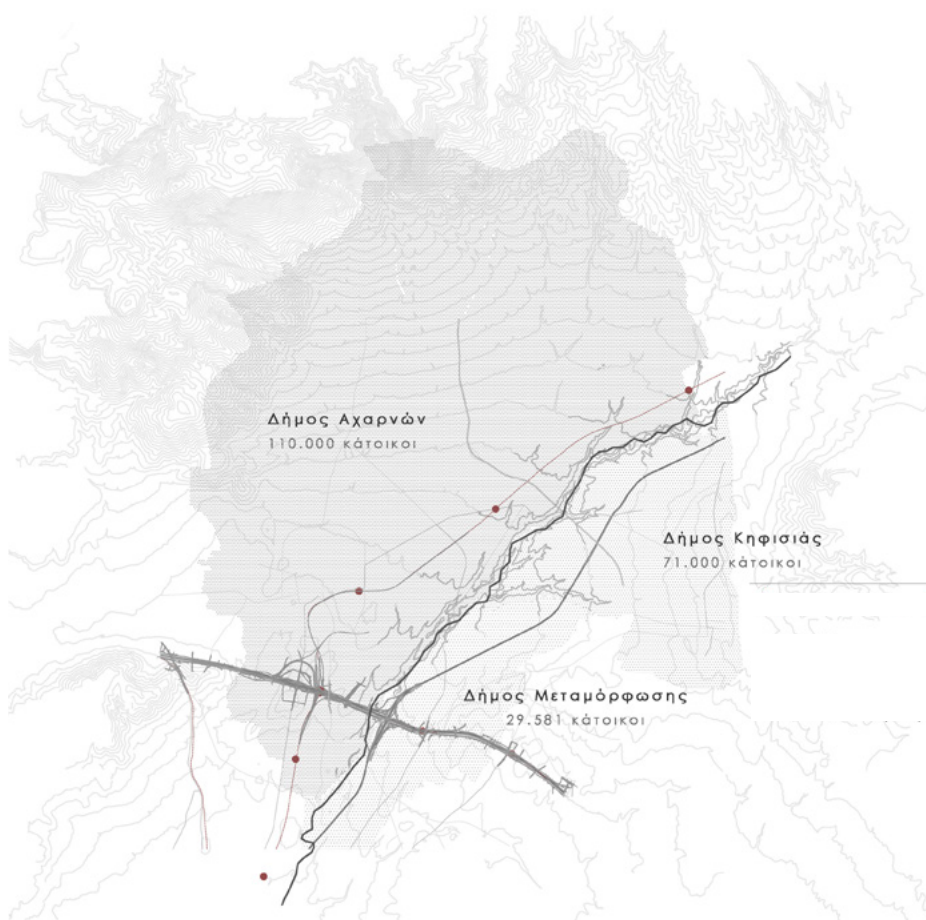 Δήμος Αχαρνών
110.000 κάτοικοι
Δήμος Κηφισιάς
71.000 κάτοικοι
Δήμος Μεταμόρφωσης
29.581 κάτοικοι